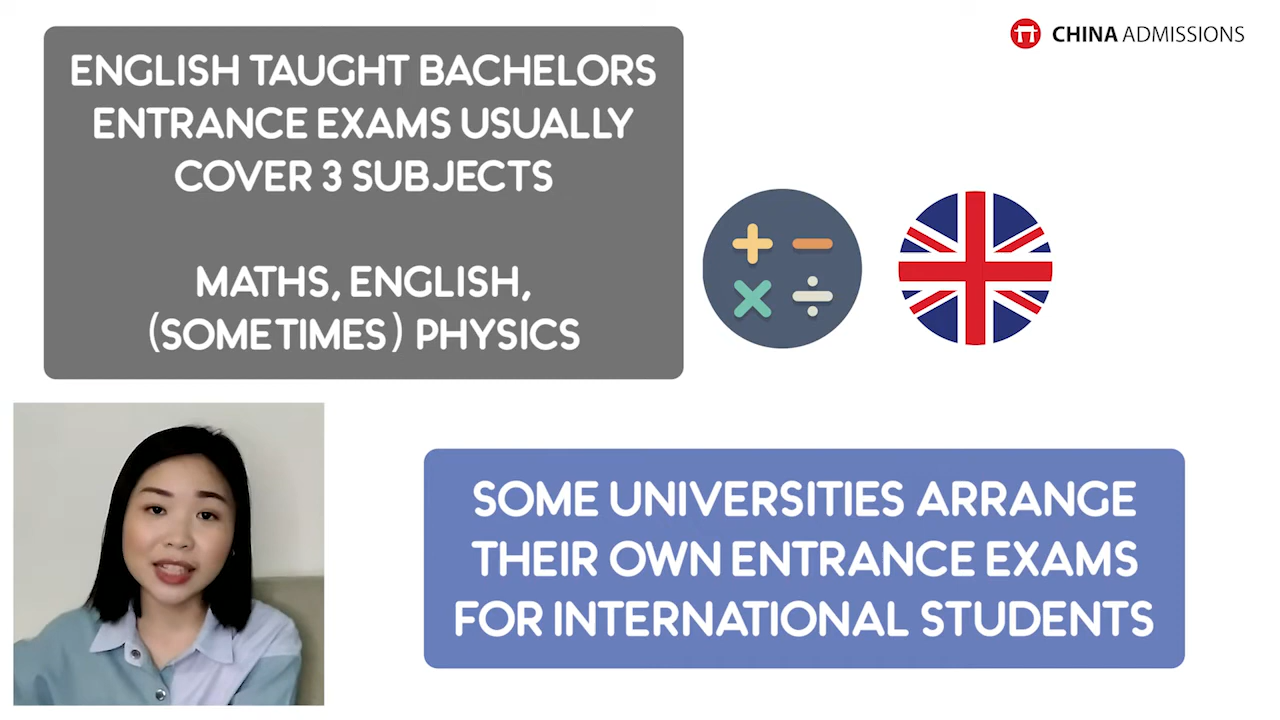 CHINA ADMISSIONS
ENGLISH TAUGHT BACHELORS
ENTRANCE EXAMS USUALLY
COVER 3 SUBJECTS
MATHS, ENGLISH,
(SOMETIMES) PHYSICS
SOME UNIVERSITIES ARRANGE
THEIR OWN ENTRANCE EXAMS
FOR INTERNATIONAL STUDENTS